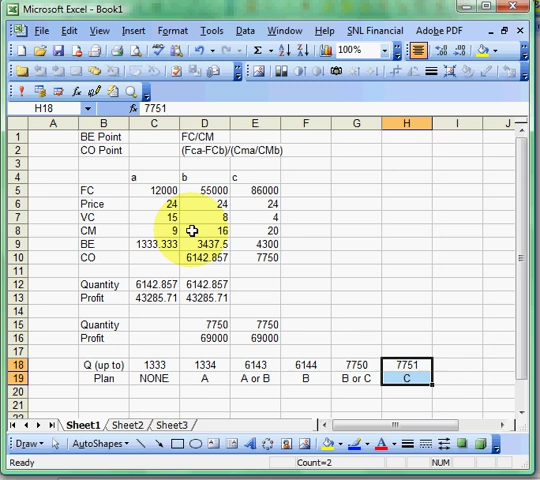 Microsoft Excel - Book1
File Edit View Insert Format Tools Data Window Help SNL Financial Adobe PDF
Σ 100%
H18 fx 7751
A B C D E F G H I J
1 BE Point FC/CM
2 CO Point (Fca-FCb)/(Cma/CMb)
3
4 a b c
5 FC 12000 55000 86000
6 Price 24 24 24
7 VC 15 8 4
8 CM 9 16 20
9 BE 1333.333 3437.5 4300
10 CO 6142.857 7750
11
12 Quantity 6142.857 6142.857
13 Profit 43285.71 43285.71
14
15 Quantity 7750 7750
16 Profit 69000 69000
17
18 Q (up to) 1333 1334 6143 6144 7750 7751
19 Plan NONE A A or B B B or C C
20
21
22
Sheet1 Sheet2 Sheet3
Draw AutoShapes
Ready Count=2 NUM